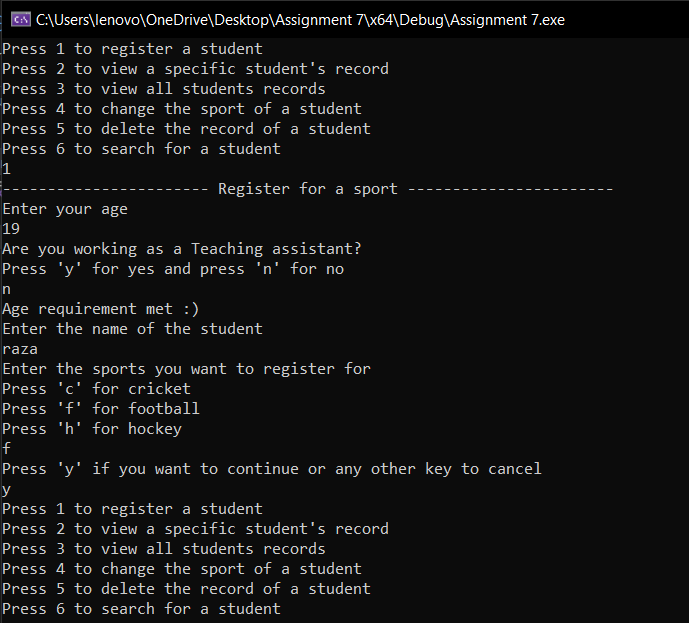 C:\Users\lenovo\OneDrive\Desktop\Assignment 7\x64\Debug\Assignment 7.exe
Press 1 to register a student
Press 2 to view a specific student's record
Press 3 to view all students records
Press 4 to change the sport of a student
Press 5 to delete the record of a student
Press 6 to search for a student
1
----------------------- Register for a sport -----------------------
Enter your age
19
Are you working as a Teaching assistant?
Press 'y' for yes and press 'n' for no
n
Age requirement met :)
Enter the name of the student
raza
Enter the sports you want to register for
Press 'c' for cricket
Press 'f' for football
Press 'h' for hockey
f
Press 'y' if you want to continue or any other key to cancel
y
Press 1 to register a student
Press 2 to view a specific student's record
Press 3 to view all students records
Press 4 to change the sport of a student
Press 5 to delete the record of a student
Press 6 to search for a student